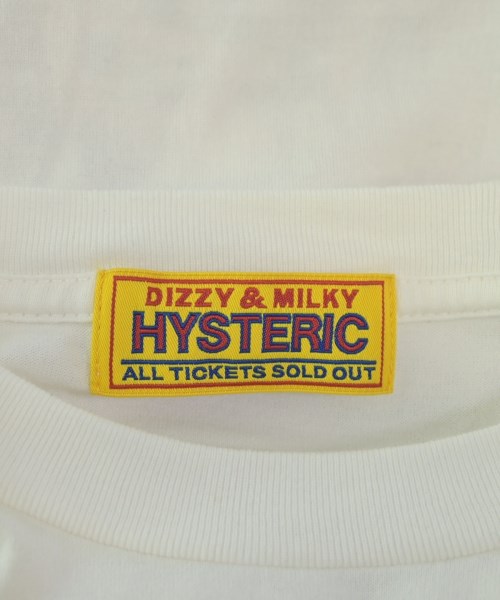 DIZZY & MILKY
HYSTERIC
ALL TICKETS SOLD OUT